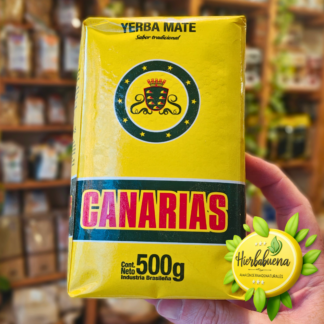 YERBA MATE
Sabor tradicional
CANARIAS
Cont.
Neto 500g
Industria Brasileña
Hierbabuena